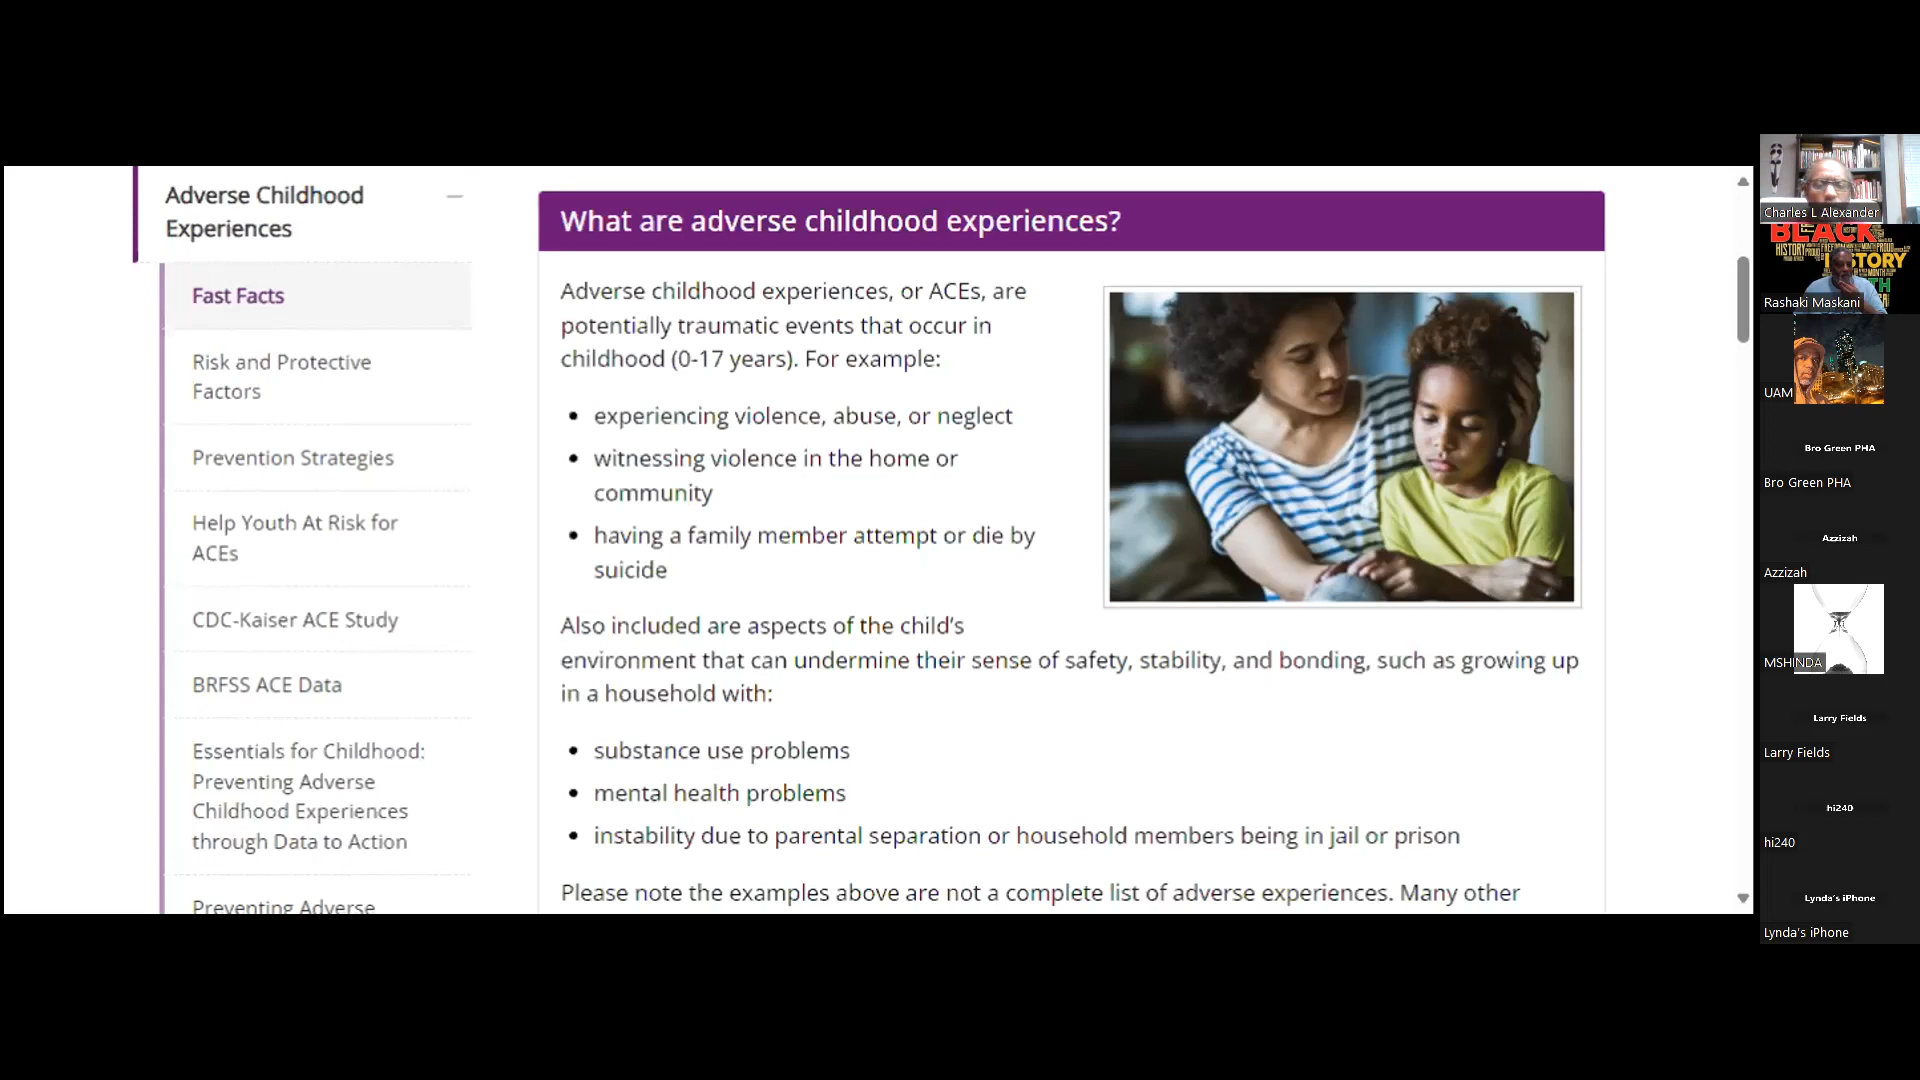 Adverse Childhood
Experiences
Fast Facts
Risk and Protective
Factors
Prevention Strategies
Help Youth At Risk for
ACEs
CDC-Kaiser ACE Study
BRFSS ACE Data
Essentials for Childhood:
Preventing Adverse
Childhood Experiences
through Data to Action
Preventing Adverse
What are adverse childhood experiences?
Adverse childhood experiences, or ACEs, are
potentially traumatic events that occur in
childhood (0-17 years). For example:
• experiencing violence, abuse, or neglect
• witnessing violence in the home or
community
• having a family member attempt or die by
suicide
Also included are aspects of the child's
environment that can undermine their sense of safety, stability, and bonding, such as growing up
in a household with:
• substance use problems
• mental health problems
• instability due to parental separation or household members being in jail or prison
Please note the examples above are not a complete list of adverse experiences. Many other
Charles L Alexander
BLACK
HISTORY
Rashaki Maskani
UAM
Bro Green PHA
Bro Green PHA
Azzizah
Azzizah
MSHINDA
Larry Fields
Larry Fields
hi240
hi240
Lynda's iPhone
Lynda's iPhone